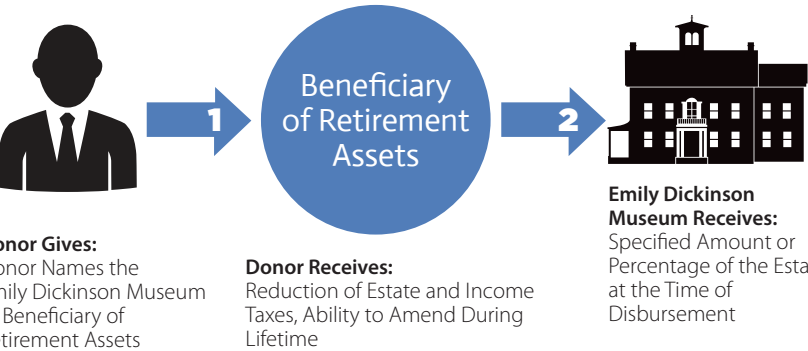 1
Beneficiary
of Retirement
Assets
2
onor Gives:
onor Names the
mily Dickinson Museum
Beneficiary of
etirement Assets
Donor Receives:
Reduction of Estate and Income
Taxes, Ability to Amend During
Lifetime
Emily Dickinson
Museum Receives:
Specified Amount or
Percentage of the Esta
at the Time of
Disbursement